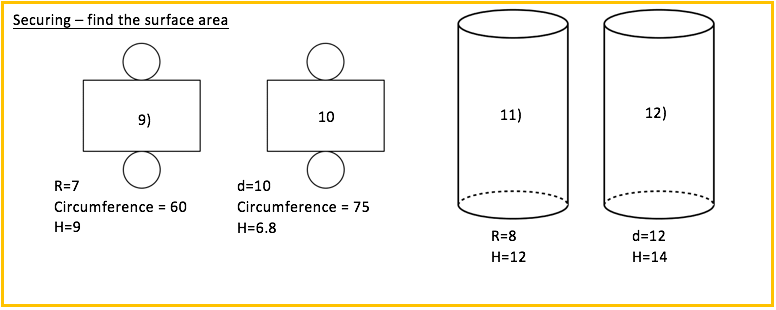 Securing – find the surface area
9)
R=7
Circumference = 60
H=9
10
d=10
Circumference = 75
H=6.8
11)
R=8
H=12
12)
d=12
H=14